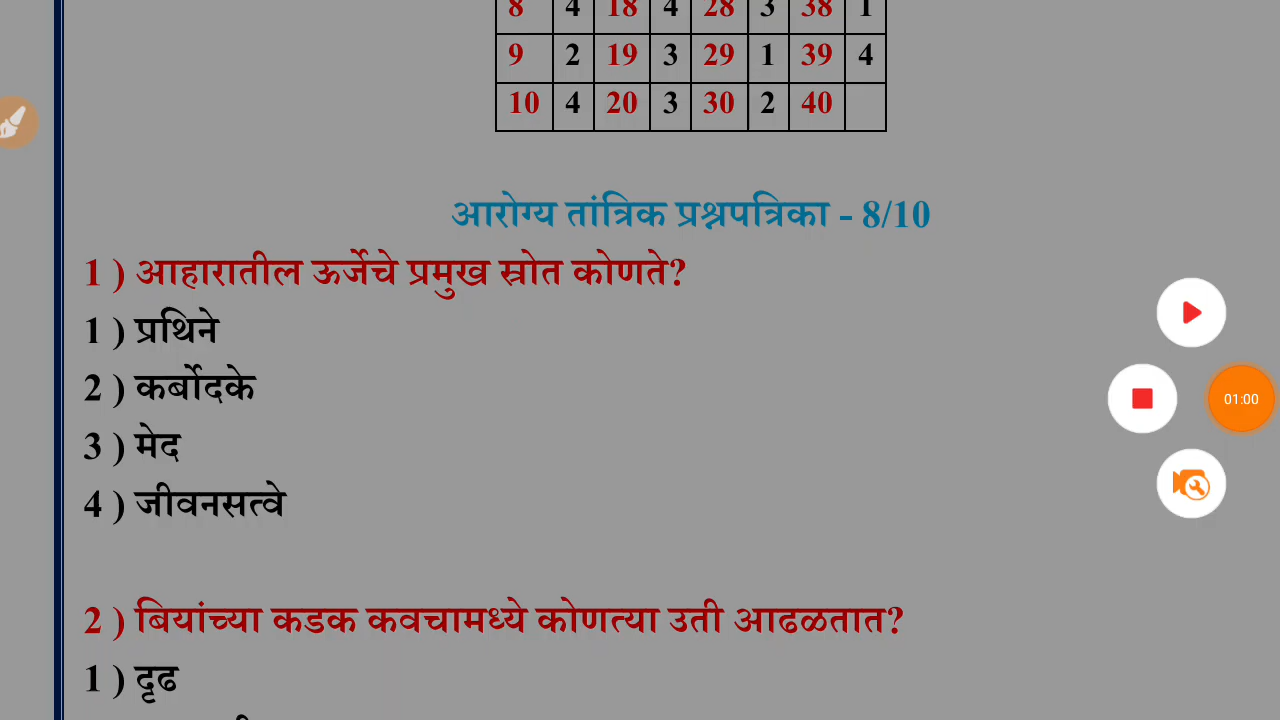 8 4 18 4 28 3 38 1
9 2 19 3 29 1 39 4
10 4 20 3 30 2 40
आरोग्य तांत्रिक प्रश्नपत्रिका - 8/10
1 ) आहारातील ऊर्जेचे प्रमुख स्रोत कोणते?
1 ) प्रथिने
2 ) कर्बोदके
3 ) मेद
4 ) जीवनसत्वे
01:00
2 ) बियांच्या कडक कवचामध्ये कोणत्या उती आढळतात?
1 ) दृढ